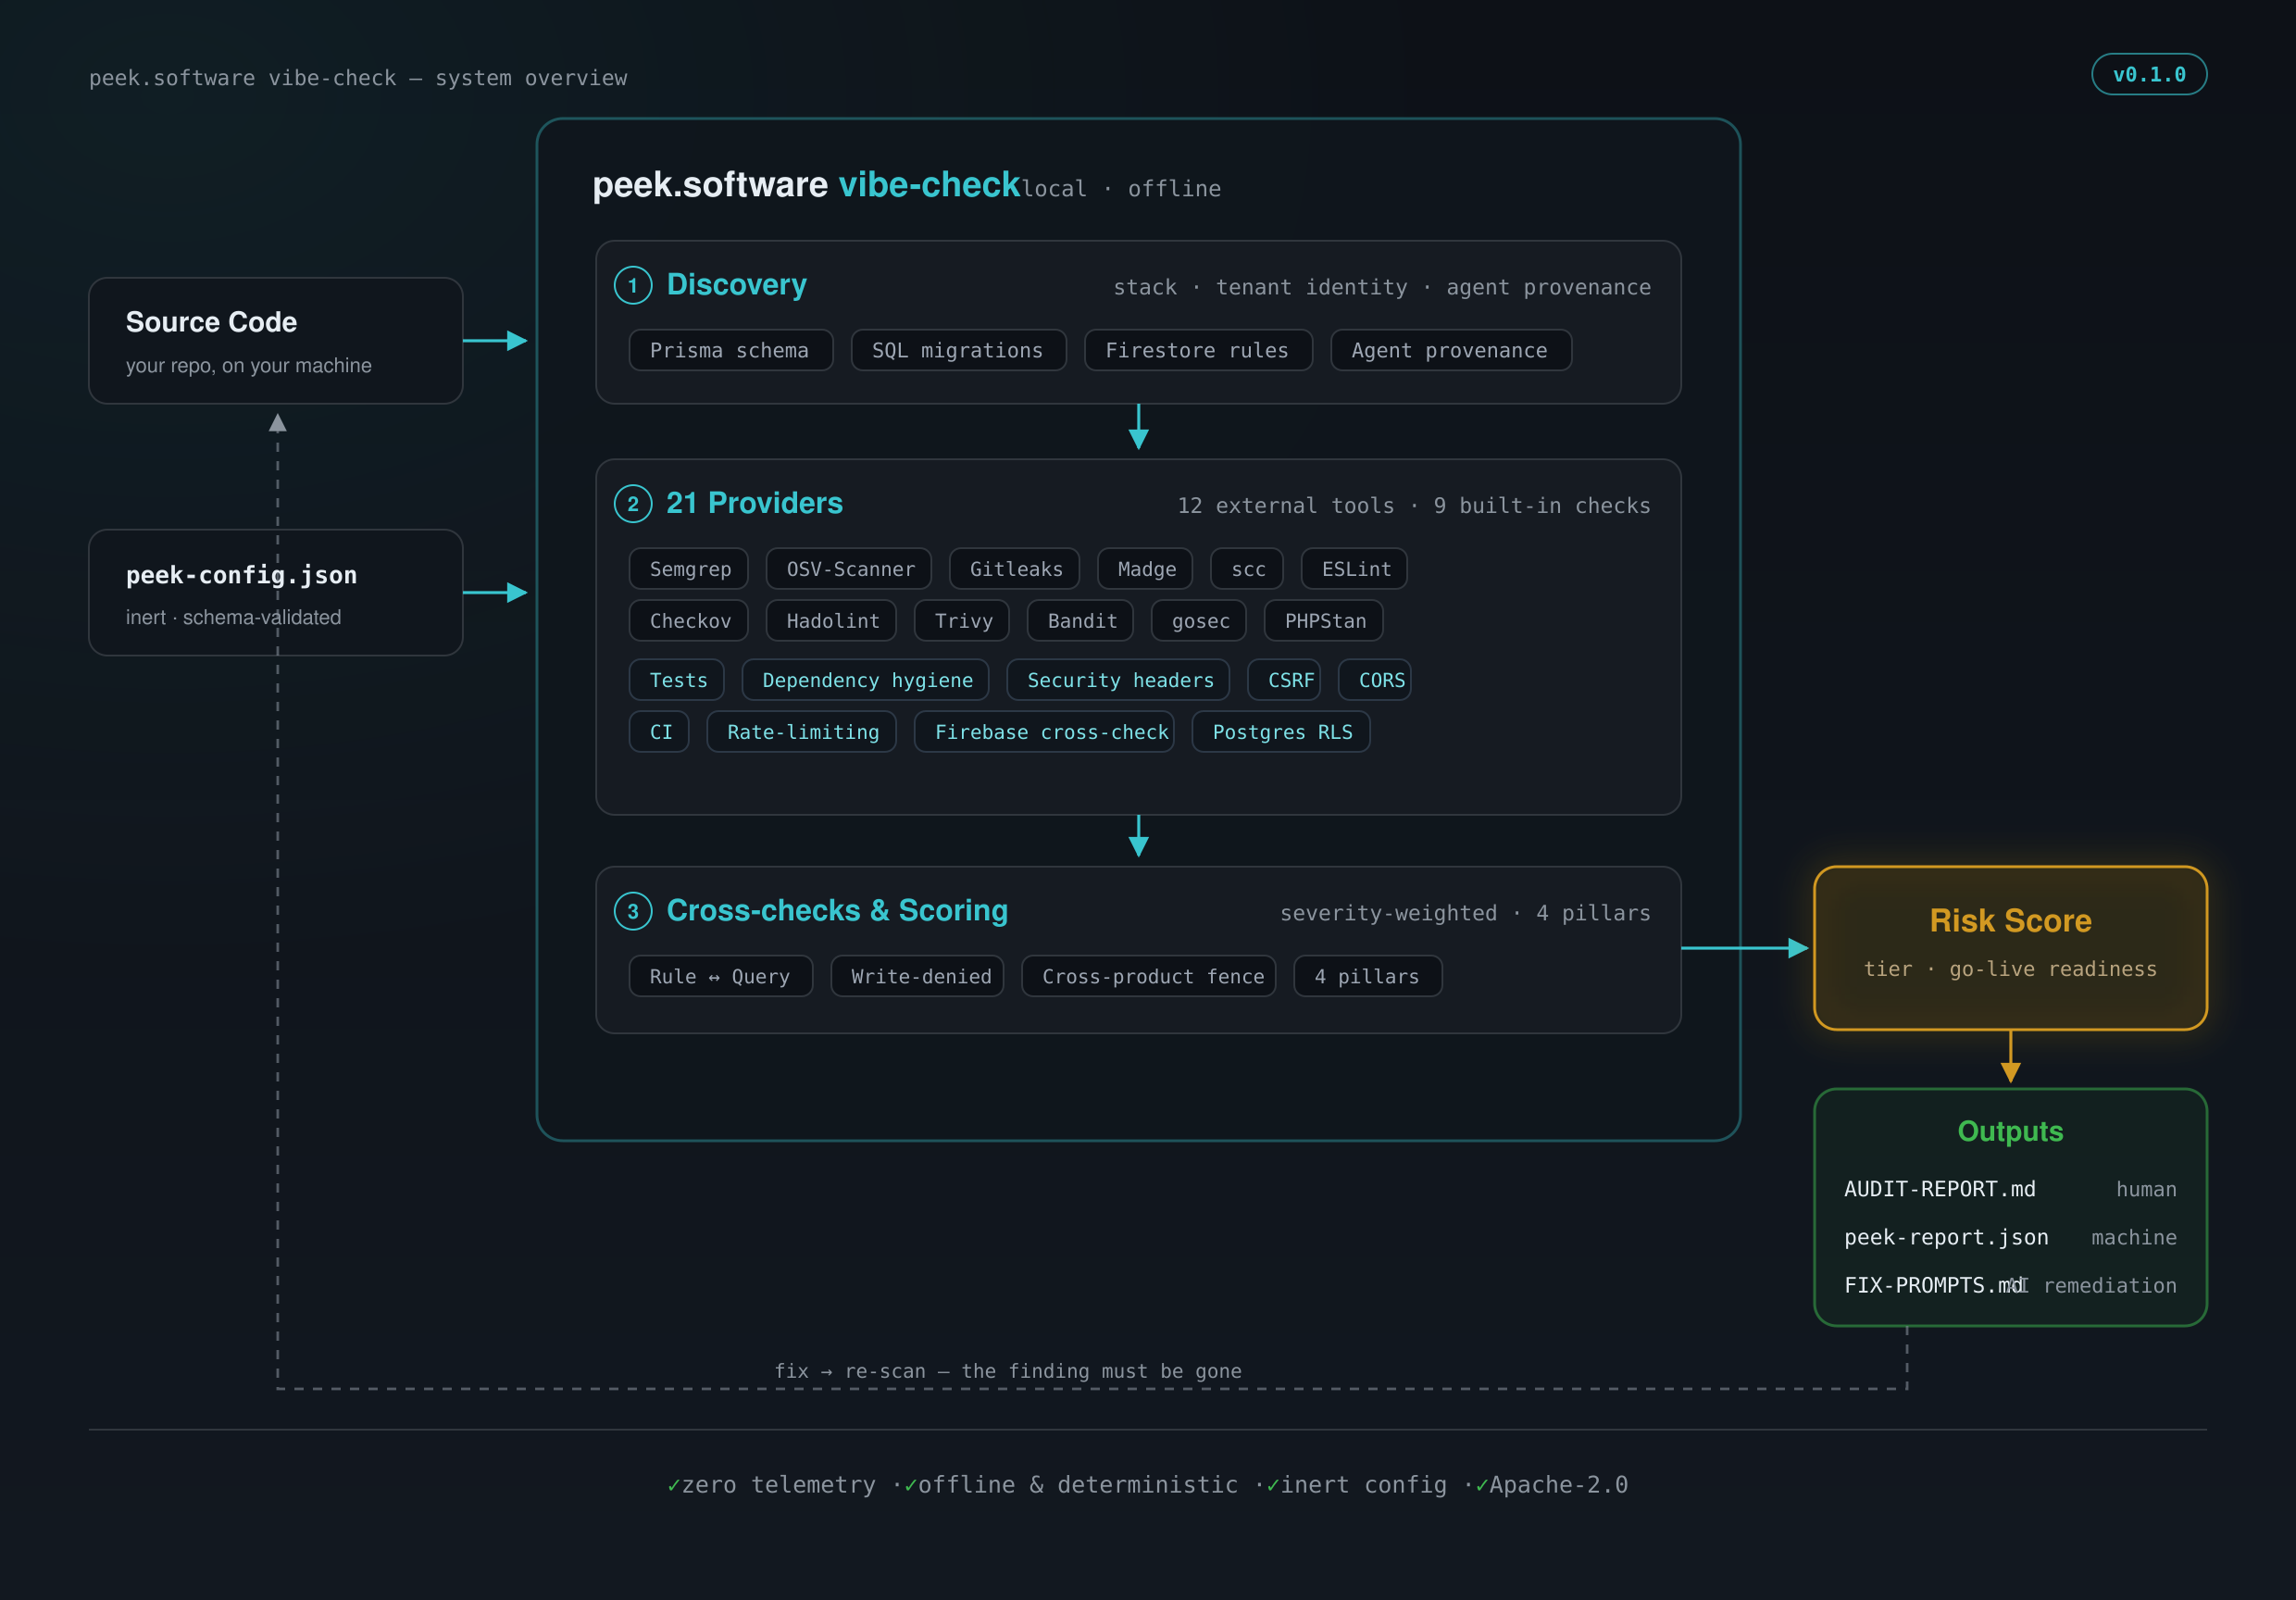 peek.software vibe-check — system overview
v0.1.0
peek.software vibe-check local · offline
Source Code
your repo, on your machine
peek-config.json
inert · schema-validated
1 Discovery stack · tenant identity · agent provenance
Prisma schema SQL migrations Firestore rules Agent provenance
2 21 Providers 12 external tools · 9 built-in checks
Semgrep OSV-Scanner Gitleaks Madge scc ESLint
Checkov Hadolint Trivy Bandit gosec PHPStan
Tests Dependency hygiene Security headers CSRF CORS
CI Rate-limiting Firebase cross-check Postgres RLS
3 Cross-checks & Scoring severity-weighted · 4 pillars
Rule ↔ Query Write-denied Cross-product fence 4 pillars
Risk Score
tier · go-live readiness
Outputs
AUDIT-REPORT.md human
peek-report.json machine
FIX-PROMPTS.md AI remediation
fix → re-scan — the finding must be gone
✓zero telemetry ·✓offline & deterministic ·✓inert config ·✓Apache-2.0